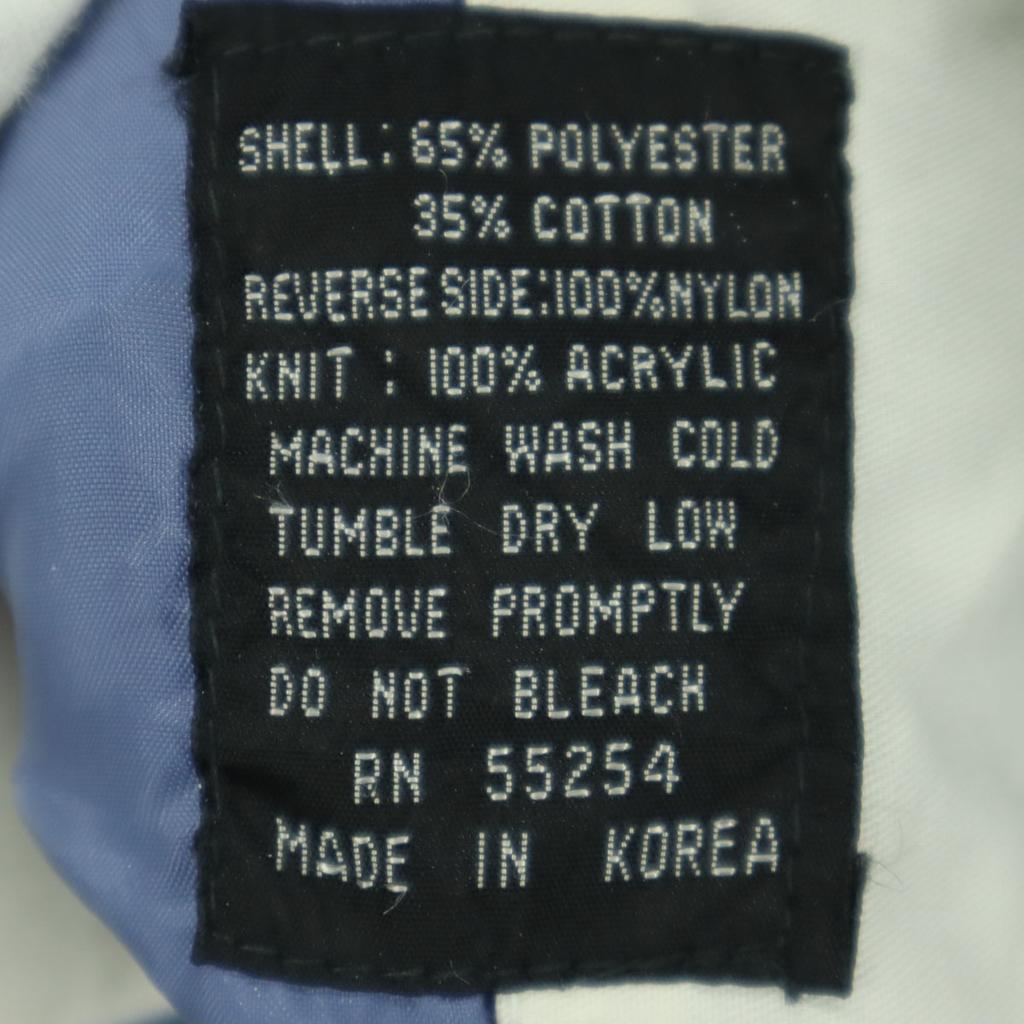 SHELL: 65% POLYESTER
35% COTTON
REVERSE SIDE:100%NYLON
KNIT : 100% ACRYLIC
MACHINE WASH COLD
TUMBLE DRY LOW
REMOVE PROMPTLY
DO NOT BLEACH
RN 55254
MADE IN KOREA